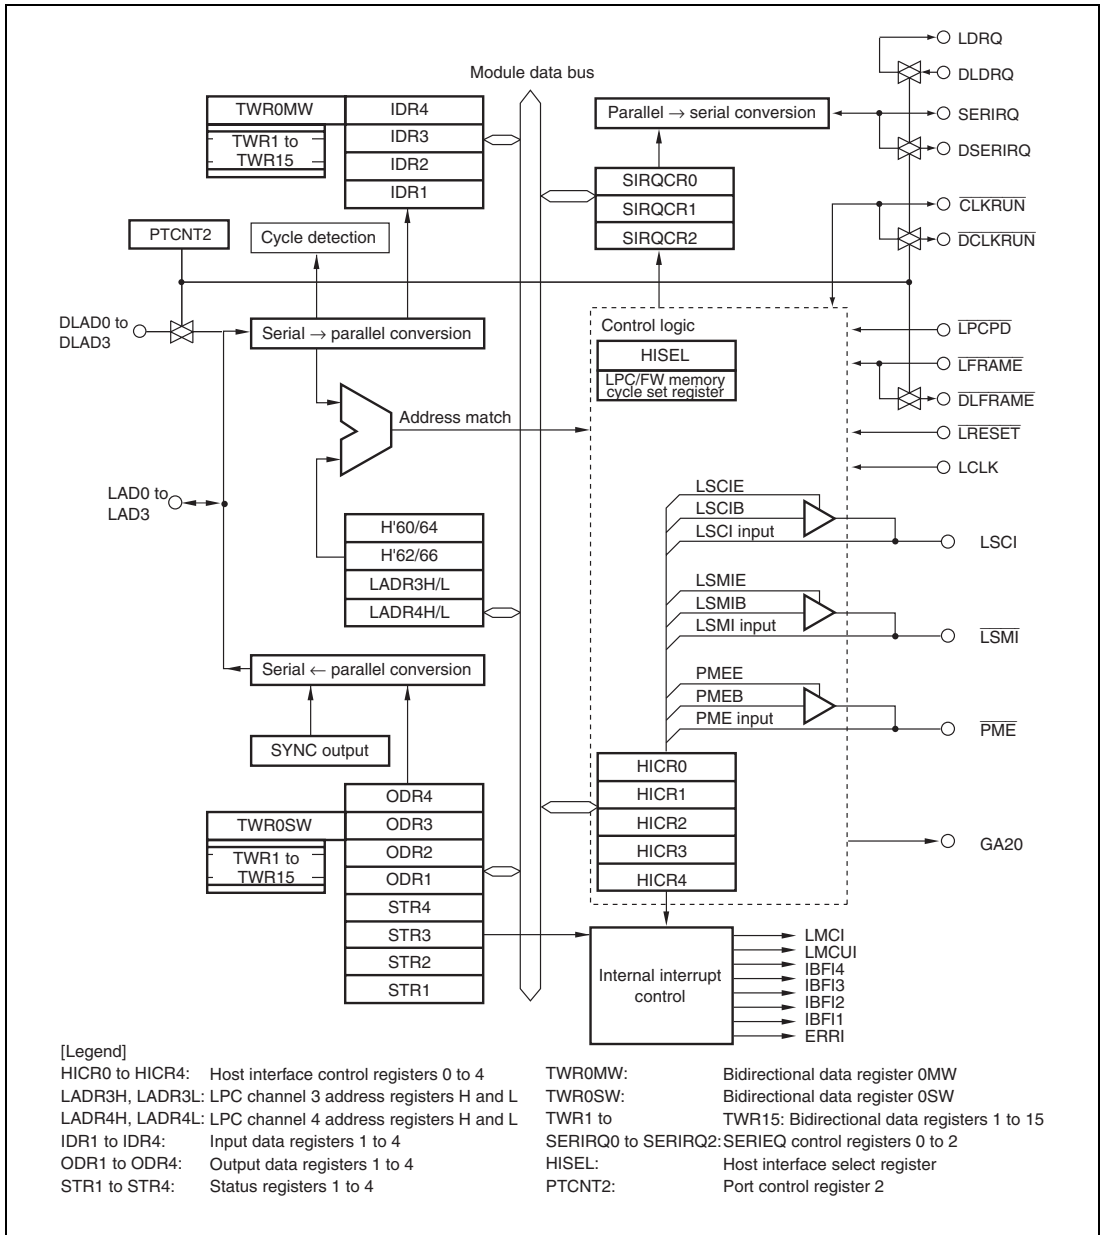 LDRQ
Module data bus
DLDRQ
TWR0MW
IDR4
Parallel → serial conversion
SERIRQ
TWR1 to
TWR15
IDR3
DSERIRQ
IDR2
SIRQCR0
IDR1
SIRQCR1
CLKRUN
SIRQCR2
PTCNT2
Cycle detection
DCLKRUN
DLAD0 to
DLAD3
Serial → parallel conversion
Control logic
LPCPD
HISEL
LFRAME
LPC/FW memory
cycle set register
DLFRAME
Address match
LRESET
LCLK
LAD0 to
LAD3
LSCIE
LSCIB
LSCI input
LSCI
H'60/64
H'62/66
LADR3H/L
LADR4H/L
LSMIE
LSMIB
LSMI input
LSMI
Serial ← parallel conversion
PMEE
PMEB
PME input
PME
SYNC output
HICR0
HICR1
HICR2
HICR3
HICR4
GA20
ODR4
TWR0SW
ODR3
TWR1 to
TWR15
ODR2
ODR1
STR4
STR3
STR2
STR1
Internal interrupt
control
LMCI
LMCUI
IBFI4
IBFI3
IBFI2
IBFI1
ERRI
[Legend]
HICR0 to HICR4: Host interface control registers 0 to 4
LADR3H, LADR3L: LPC channel 3 address registers H and L
LADR4H, LADR4L: LPC channel 4 address registers H and L
IDR1 to IDR4: Input data registers 1 to 4
ODR1 to ODR4: Output data registers 1 to 4
STR1 to STR4: Status registers 1 to 4
TWR0MW: Bidirectional data register 0MW
TWR0SW: Bidirectional data register 0SW
TWR1 to TWR15: Bidirectional data registers 1 to 15
SERIRQ0 to SERIRQ2: SERIEQ control registers 0 to 2
HISEL: Host interface select register
PTCNT2: Port control register 2